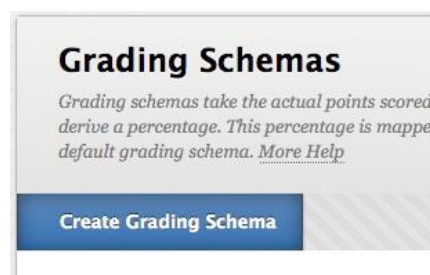 Grading Schemas
Grading schemas take the actual points scored
derive a percentage. This percentage is mappe
default grading schema. More Help
Create Grading Schema